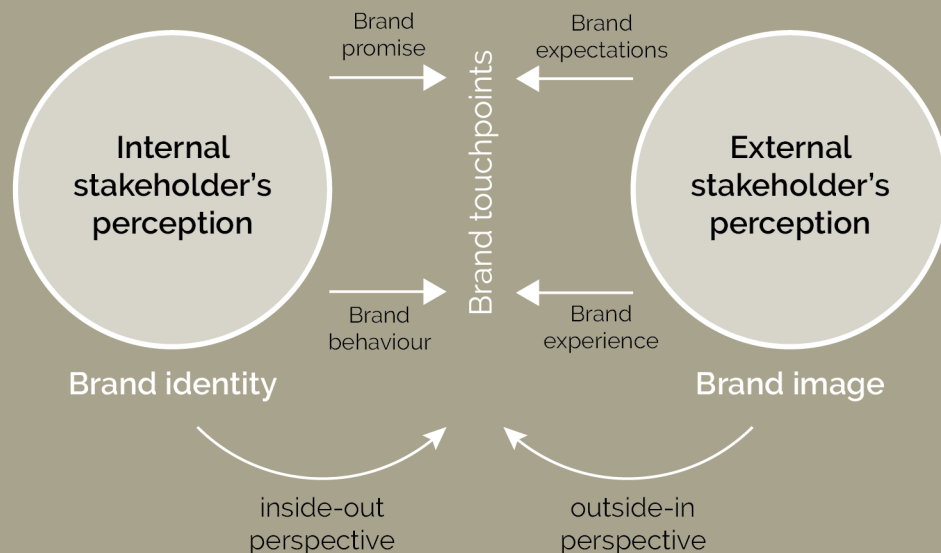 Brand
promise
Brand
expectations
Internal
stakeholder’s
perception
Brand touchpoints
External
stakeholder’s
perception
Brand
behaviour
Brand
experience
Brand identity
Brand image
inside-out
perspective
outside-in
perspective